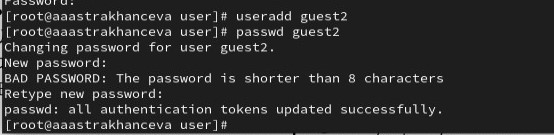 Password:
[root@aaastrakhanceva user]# useradd guest2
[root@aaastrakhanceva user]# passwd guest2
Changing password for user guest2.
New password:
BAD PASSWORD: The password is shorter than 8 characters
Retype new password:
passwd: all authentication tokens updated successfully.
[root@aaastrakhanceva user]#